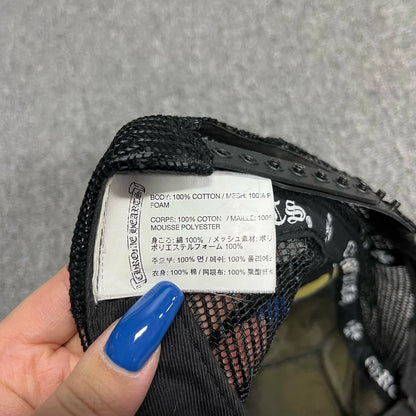 CHROME HEARTS
BODY: 100% COTTON / MESH: 100% P
FOAM
CORPS: 100% COTON / MAILLE: 100%
MOUSSE POLYESTER
身ごろ: 綿 100% / メッシュ素材: ポリ
ポリエステルフォーム 100%
주요부: 100% 면 / 메쉬: 100% 폴리에
衣身: 100% 棉 / 网眼布: 100% 聚酯